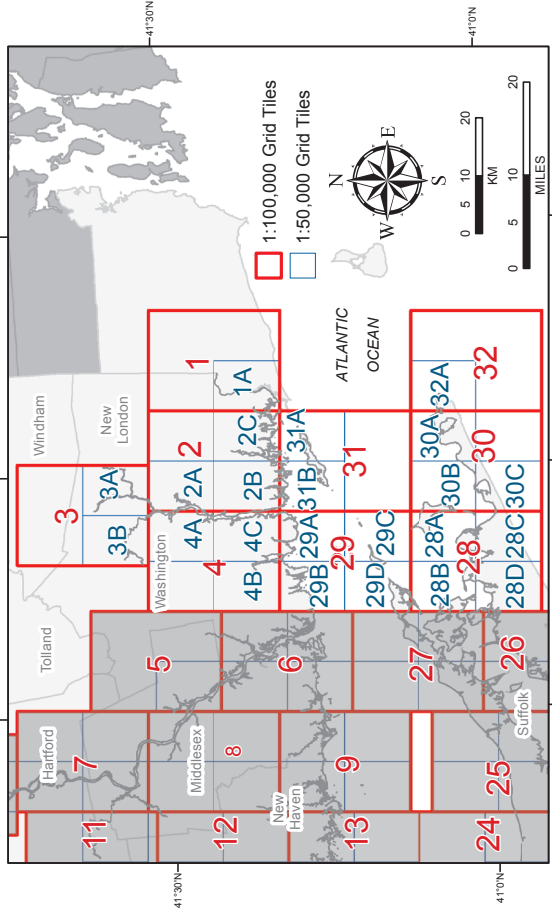 41°30'N
41°0'N
1:100,000 Grid Tiles
1:50,000 Grid Tiles
N
W
E
S
0
5
10
20
KM
0
5
10
20
MILES
ATLANTIC
OCEAN
Windham
New
London
Washington
Tolland
Hartford
Middlesex
New
Haven
Suffolk
1
1A
2
2A
2B
2C
3
3A
3B
4
4A
4B
4C
5
6
7
8
9
11
12
13
24
25
26
27
28
28A
28B
28C
28D
29
29A
29B
29C
29D
30
30A
30B
30C
31
31A
31B
32
32A
41°30'N
41°0'N